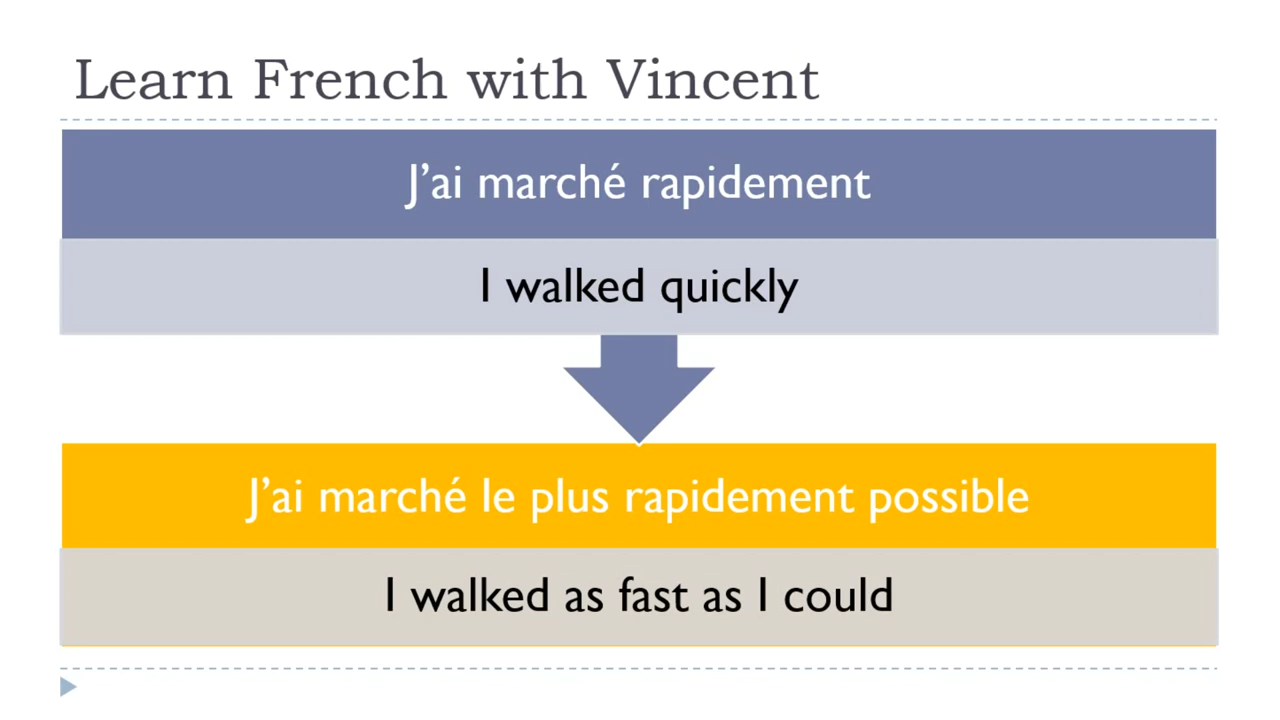 Learn French with Vincent
J’ai marché rapidement
I walked quickly
J’ai marché le plus rapidement possible
I walked as fast as I could